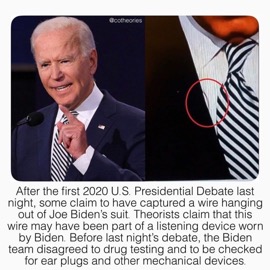 @cotheories
After the first 2020 U.S. Presidential Debate last
night, some claim to have captured a wire hanging
out of Joe Biden's suit. Theorists claim that this
wire may have been part of a listening device worn
by Biden. Before last night's debate, the Biden
team disagreed to drug testing and to be checked
for ear plugs and other mechanical devices.